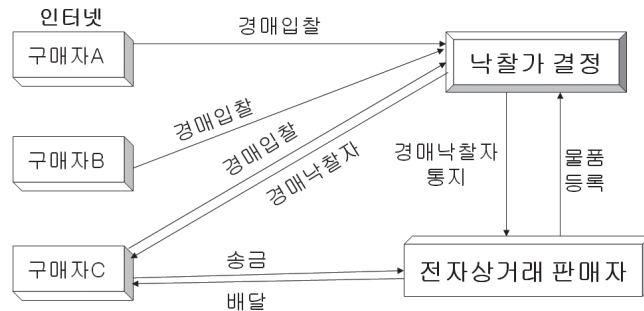 인터넷
경매입찰
구매자A
낙찰가 결정
경매입찰
구매자B
경매입찰
경매낙찰자
경매낙찰자
통지
물품
등록
구매자C
송금
전자상거래 판매자
배달